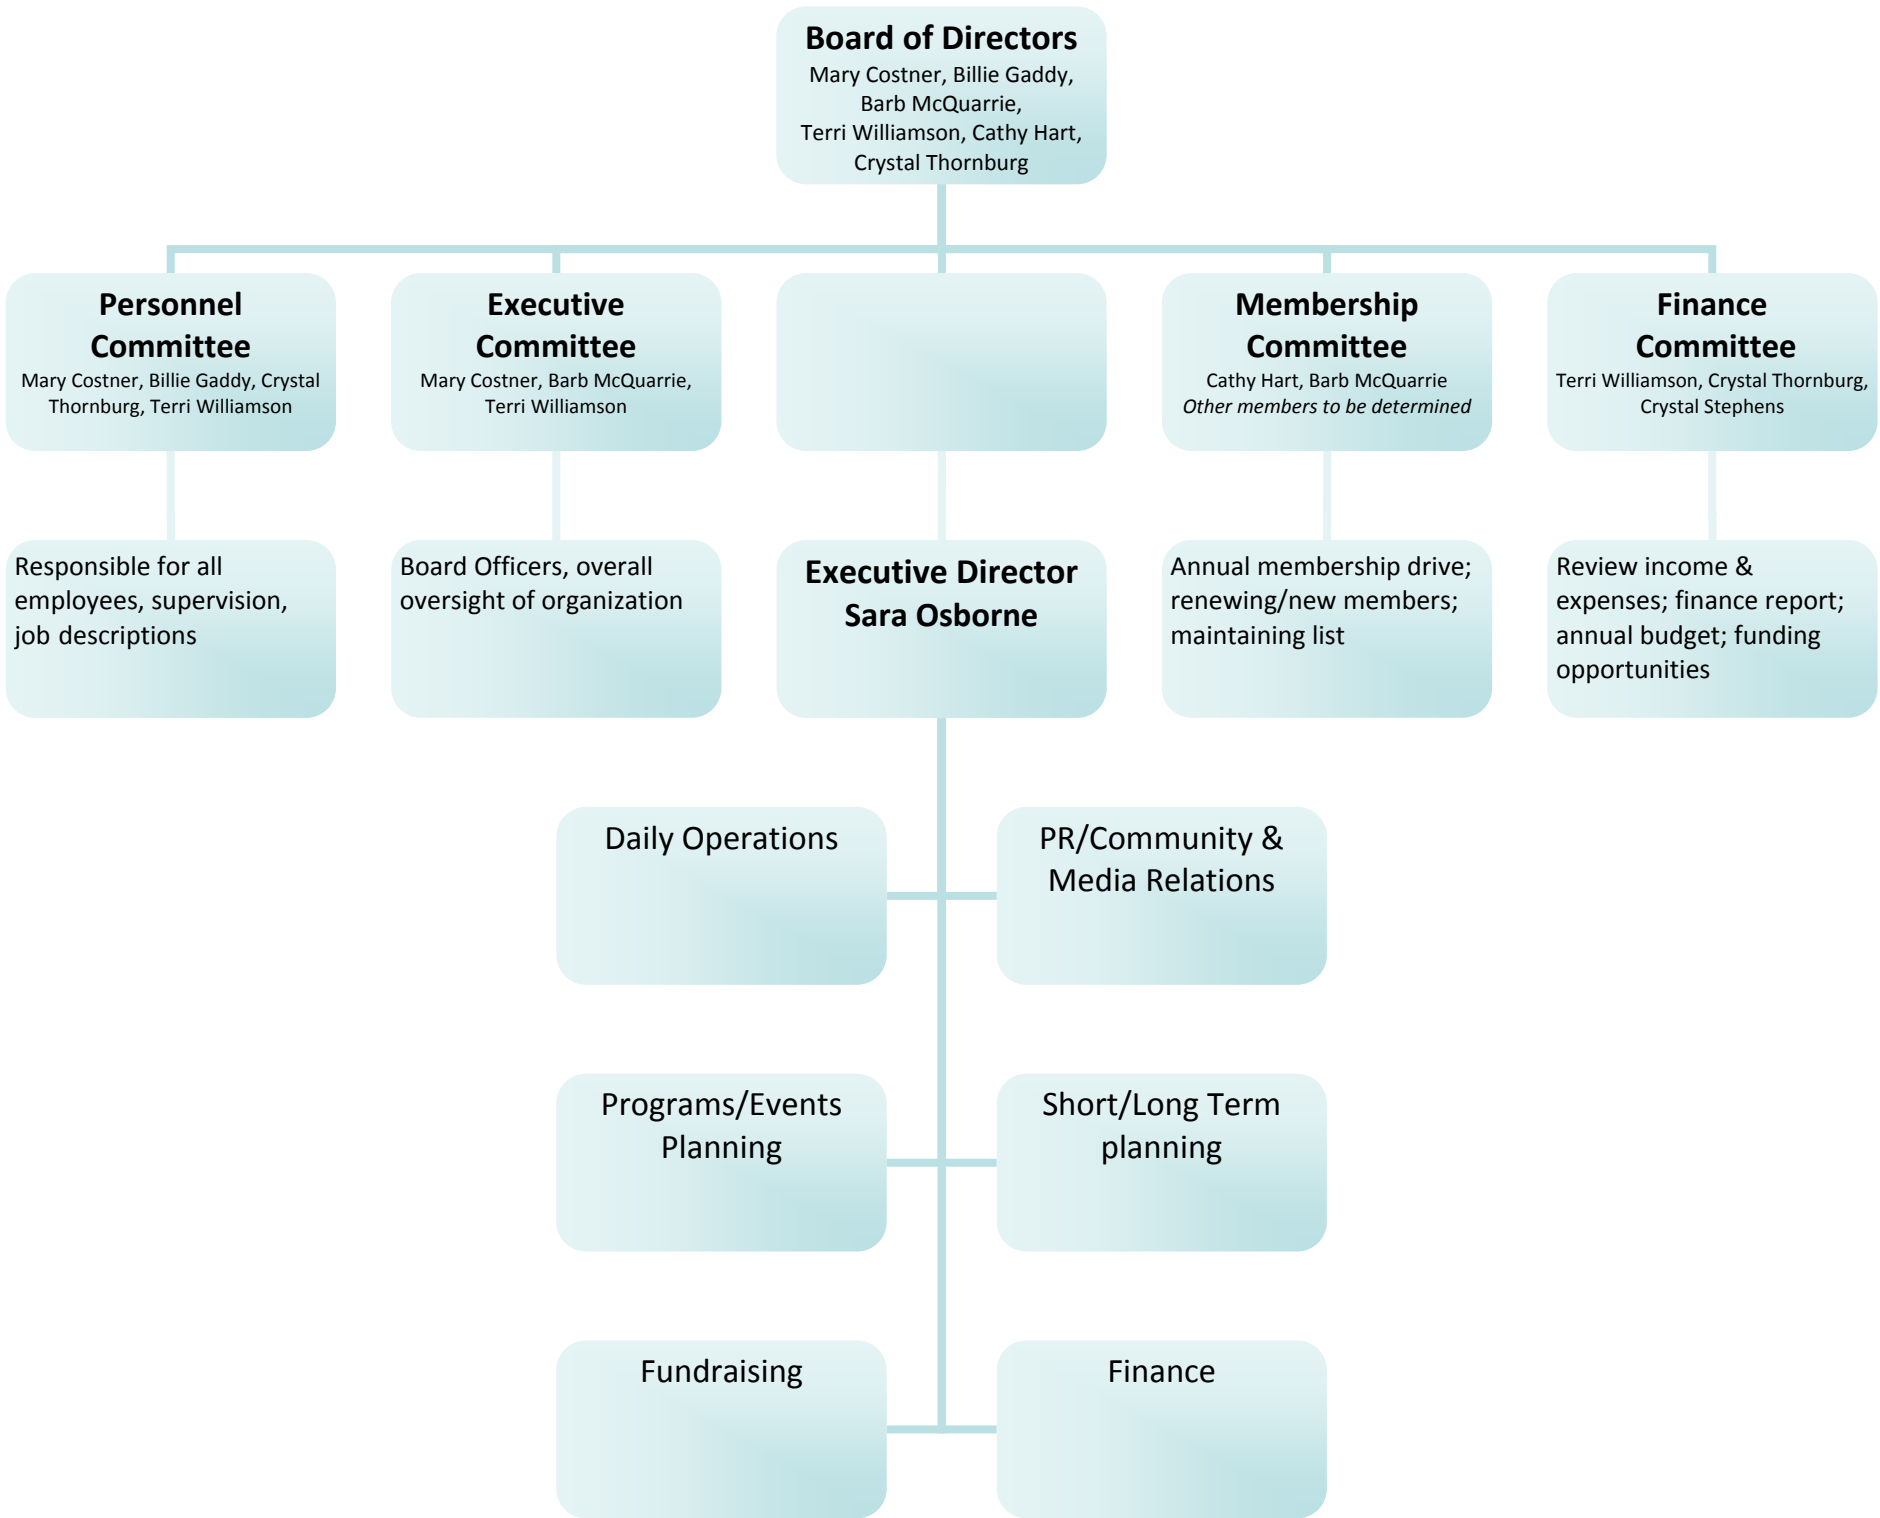 Board of Directors
Mary Costner, Billie Gaddy,
Barb McQuarrie,
Terri Williamson, Cathy Hart,
Crystal Thornburg
Personnel
Committee
Mary Costner, Billie Gaddy, Crystal
Thornburg, Terri Williamson
Executive
Committee
Mary Costner, Barb McQuarrie,
Terri Williamson
Membership
Committee
Cathy Hart, Barb McQuarrie
Other members to be determined
Finance
Committee
Terri Williamson, Crystal Thornburg,
Crystal Stephens
Responsible for all
employees, supervision,
job descriptions
Board Officers, overall
oversight of organization
Executive Director
Sara Osborne
Annual membership drive;
renewing/new members;
maintaining list
Review income &
expenses; finance report;
annual budget; funding
opportunities
Daily Operations
PR/Community &
Media Relations
Programs/Events
Planning
Short/Long Term
planning
Fundraising
Finance